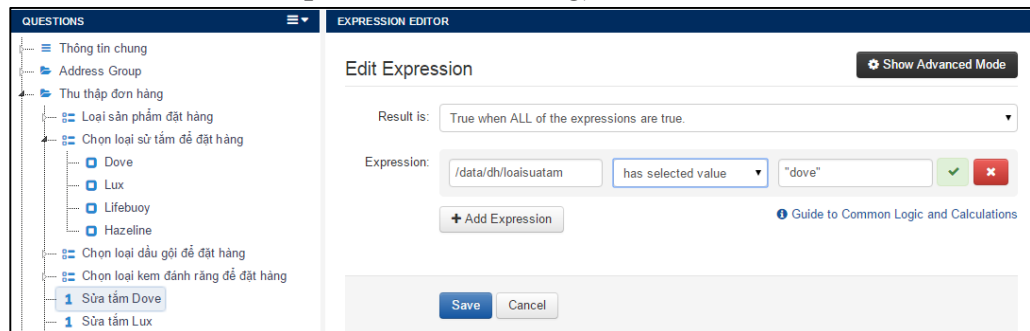 QUESTIONS
EXPRESSION EDITOR
Thông tin chung
Address Group
Thu thập đơn hàng
Loại sản phẩm đặt hàng
Chọn loại sử tắm để đặt hàng
Dove
Lux
Lifebuoy
Hazeline
Chọn loại dầu gội để đặt hàng
Chọn loại kem đánh răng để đặt hàng
1 Sữa tắm Dove
1 Sữa tắm Lux
Edit Expression
Show Advanced Mode
Result is: True when ALL of the expressions are true.
Expression: /data/dh/loaisuatam has selected value "dove"
+ Add Expression
Guide to Common Logic and Calculations
Save Cancel